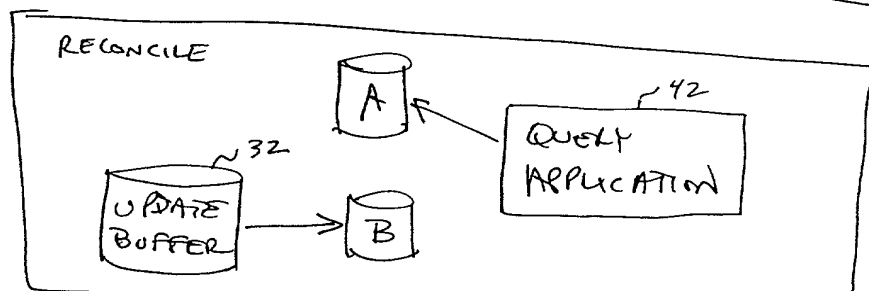 RECONCILE
A
42
QUERY
APPLICATION
32
UPDATE
BUFFER
B